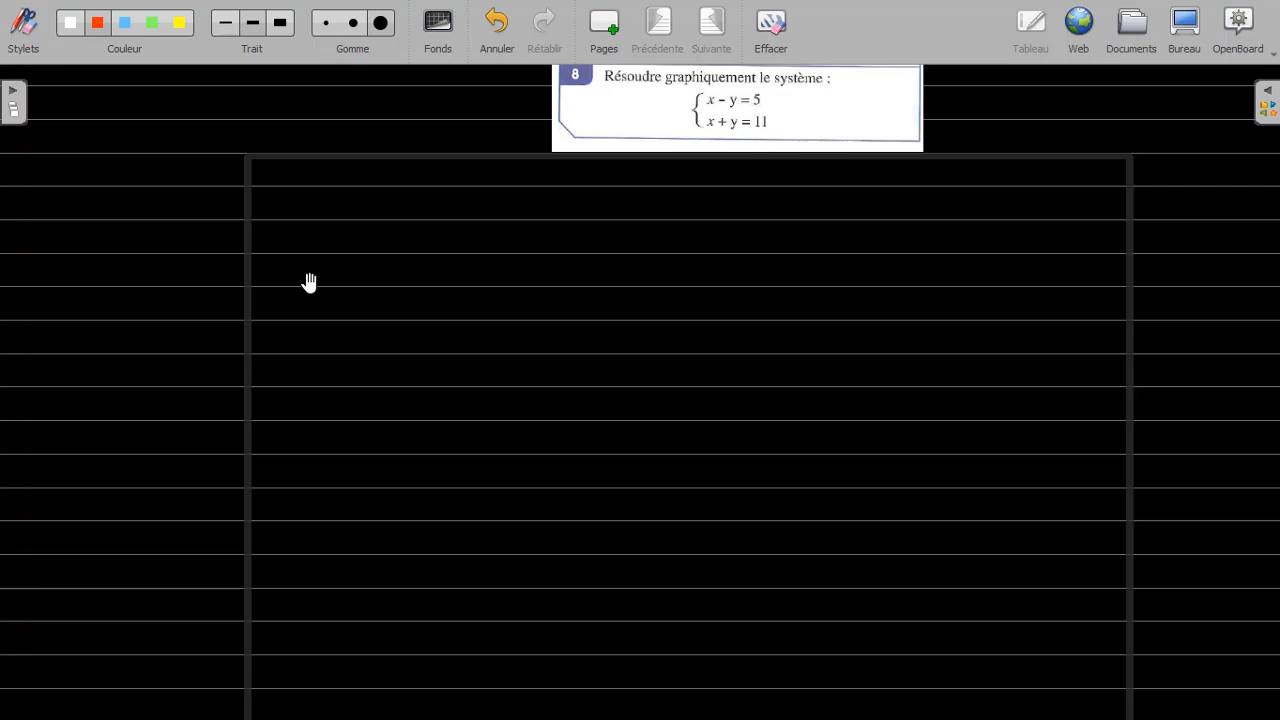 Stylets Couleur Trait Gomme Fonds Annuler Rétablir Pages Précédente Suivante Effacer Tableau Web Documents Bureau OpenBoard
8 Résoudre graphiquement le système :
x – y = 5
x + y = 11